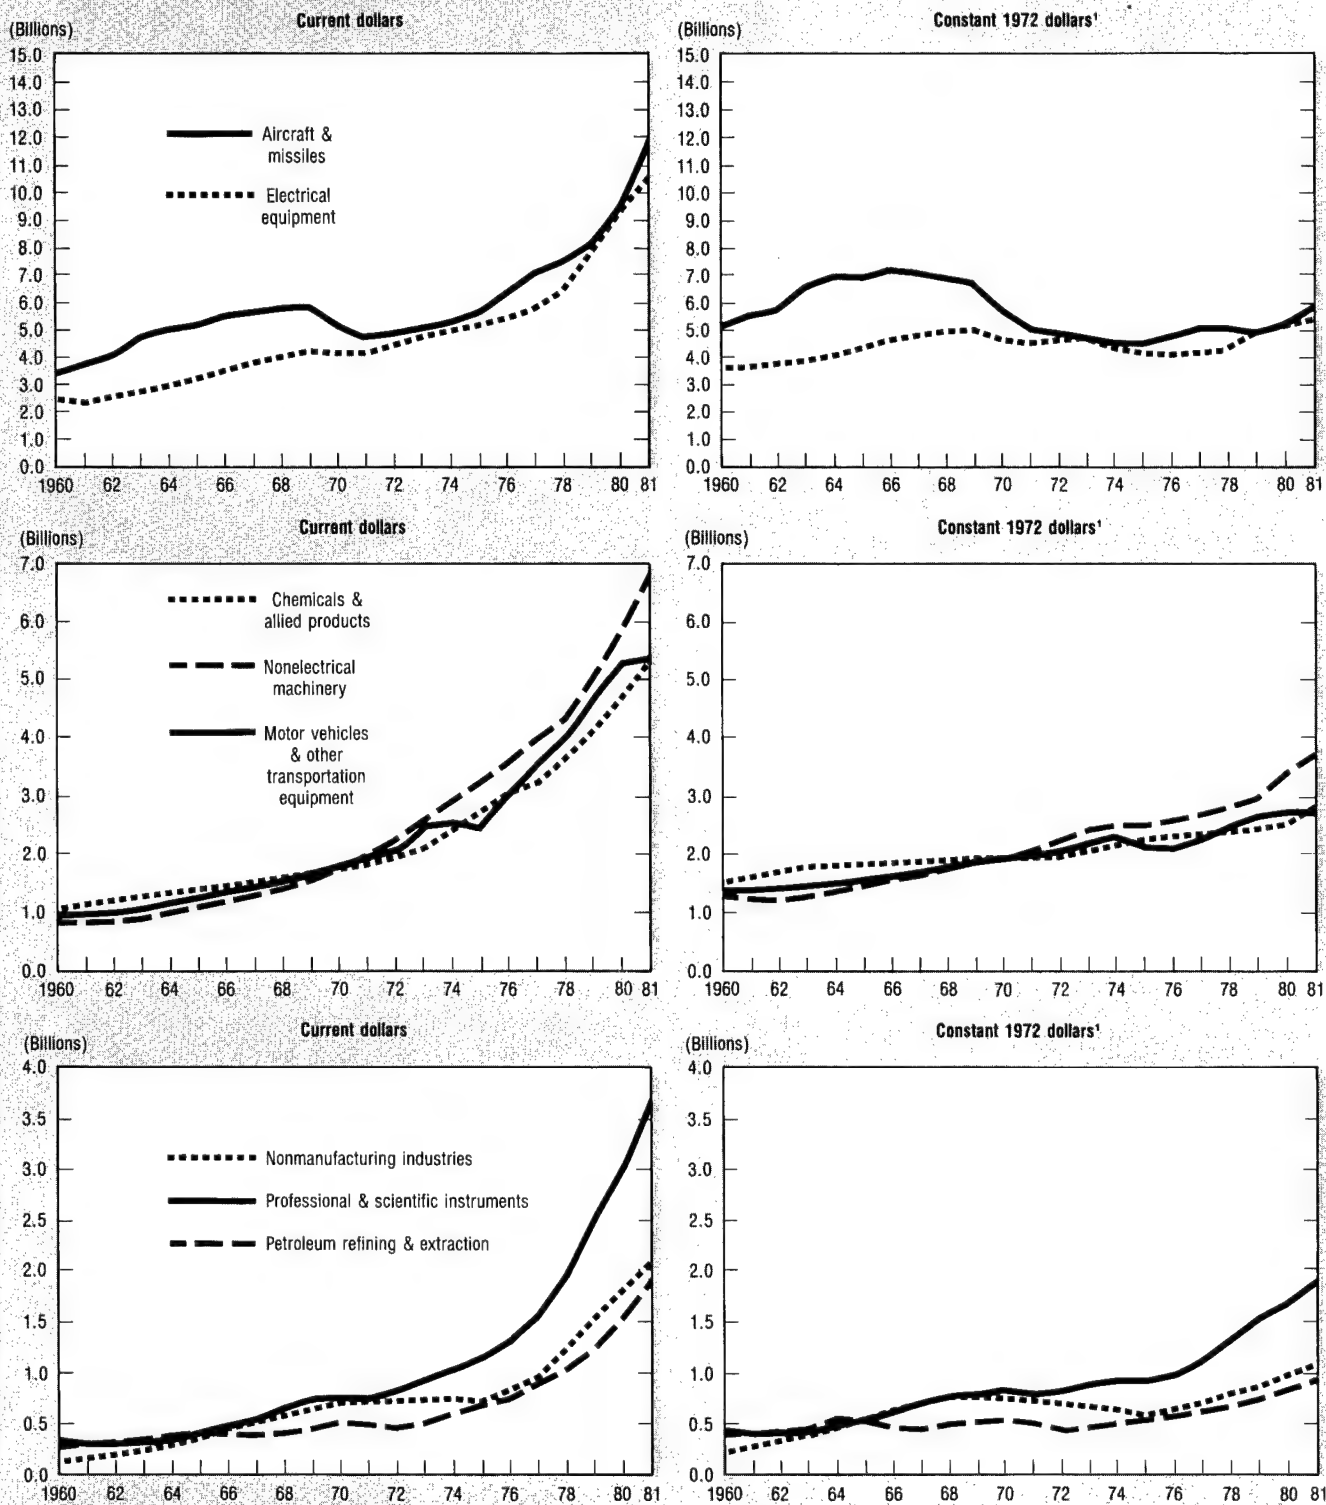 Current dollars
(Billions)
15.0
14.0
13.0
12.0
11.0
10.0
9.0
8.0
7.0
6.0
5.0
4.0
3.0
2.0
1.0
0.0
Aircraft &
missiles
Electrical
equipment
1960 62 64 66 68 70 72 74 76 78 80 81
Constant 1972 dollars¹
(Billions)
15.0
14.0
13.0
12.0
11.0
10.0
9.0
8.0
7.0
6.0
5.0
4.0
3.0
2.0
1.0
0.0
1960 62 64 66 68 70 72 74 76 78 80 81
Current dollars
(Billions)
7.0
6.0
5.0
4.0
3.0
2.0
1.0
0.0
Chemicals &
allied products
Nonelectrical
machinery
Motor vehicles
& other
transportation
equipment
1960 62 64 66 68 70 72 74 76 78 80 81
Constant 1972 dollars¹
(Billions)
7.0
6.0
5.0
4.0
3.0
2.0
1.0
0.0
1960 62 64 66 68 70 72 74 76 78 80 81
Current dollars
(Billions)
4.0
3.5
3.0
2.5
2.0
1.5
1.0
0.5
0.0
Nonmanufacturing industries
Professional & scientific instruments
Petroleum refining & extraction
1960 62 64 66 68 70 72 74 76 78 80 81
Constant 1972 dollars¹
(Billions)
4.0
3.5
3.0
2.5
2.0
1.5
1.0
0.5
0.0
1960 62 64 66 68 70 72 74 76 78 80 81